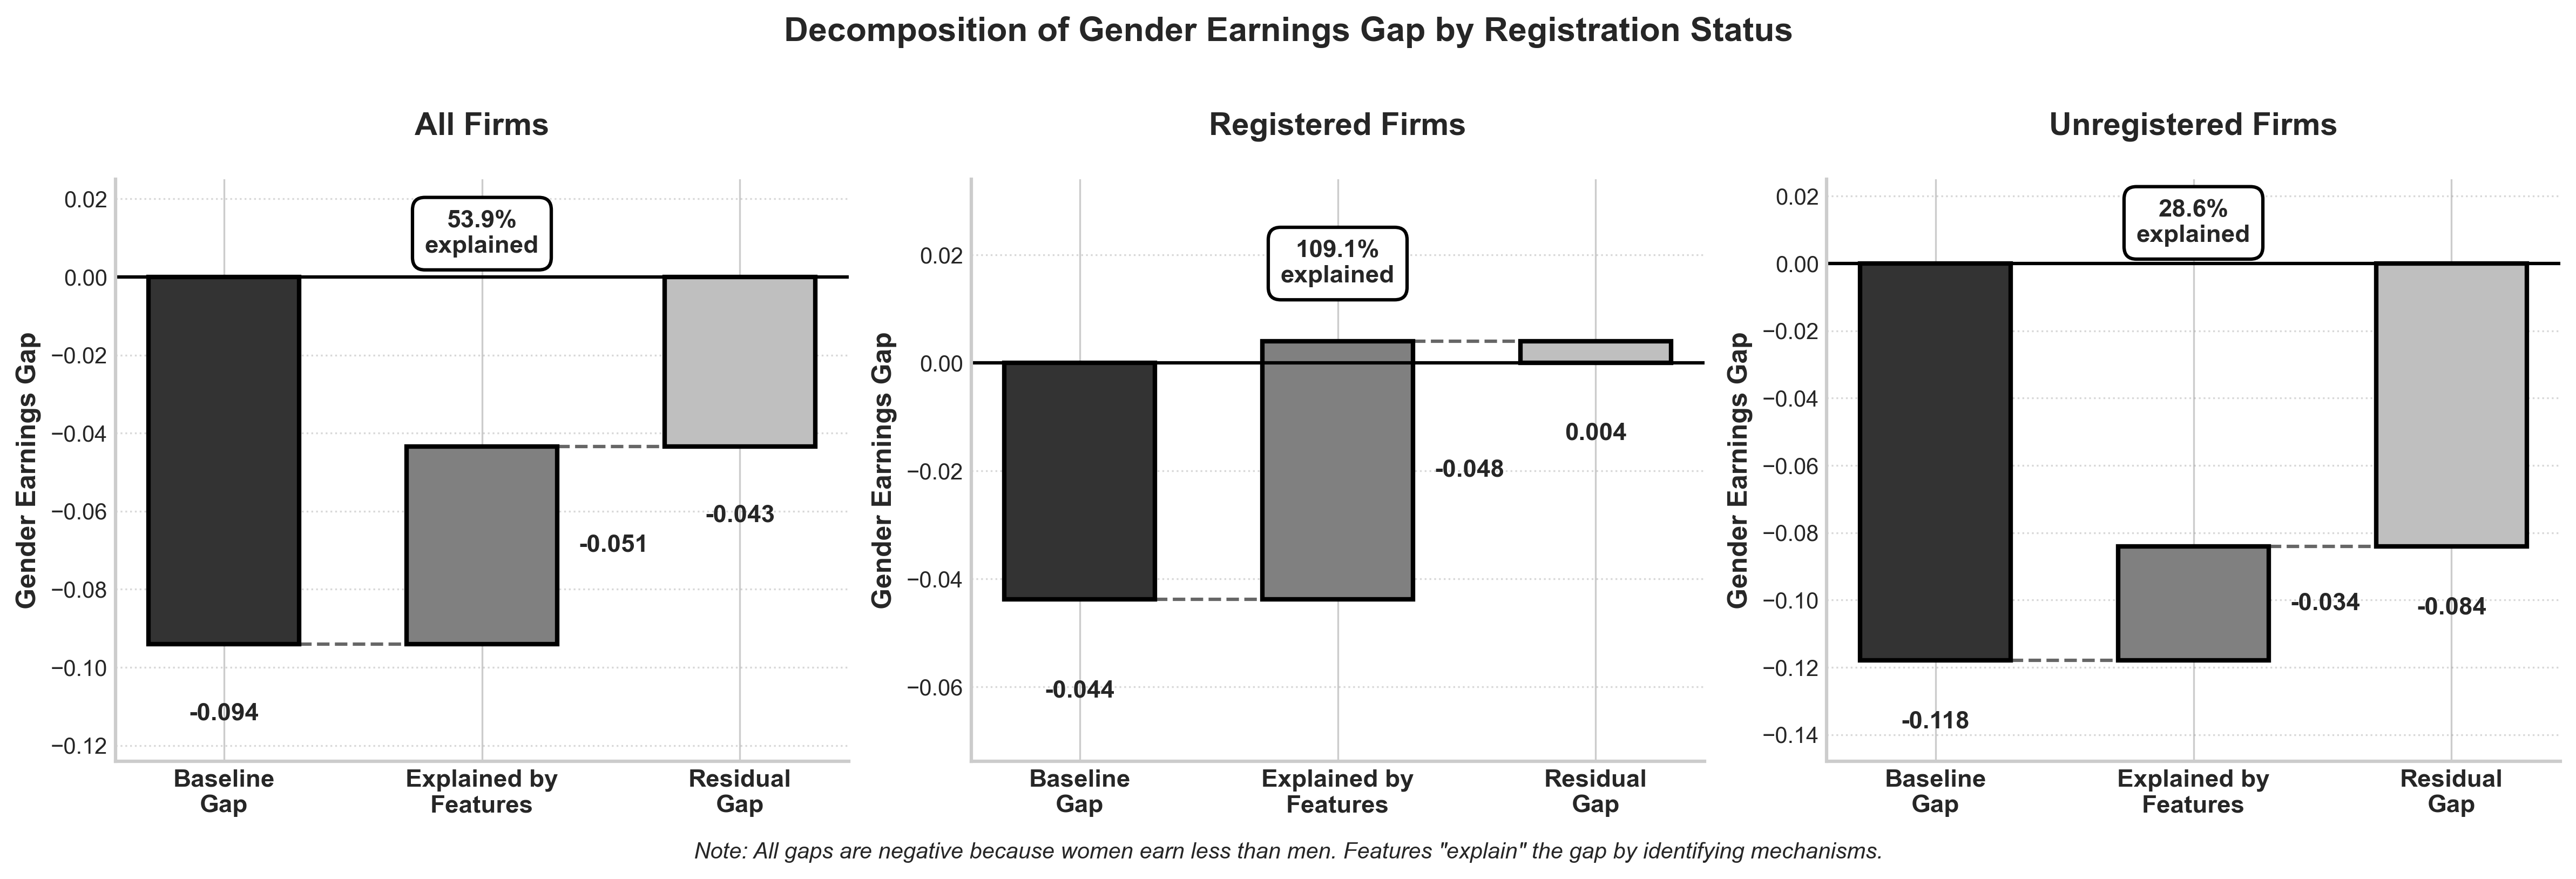 Decomposition of Gender Earnings Gap by Registration Status
All Firms
Gender Earnings Gap
0.02
0.00
−0.02
−0.04
−0.06
−0.08
−0.10
−0.12
53.9%
explained
-0.094
-0.051
-0.043
Baseline
Gap
Explained by
Features
Residual
Gap
Registered Firms
Gender Earnings Gap
0.02
0.00
−0.02
−0.04
−0.06
109.1%
explained
-0.044
-0.048
0.004
Baseline
Gap
Explained by
Features
Residual
Gap
Unregistered Firms
Gender Earnings Gap
0.02
0.00
−0.02
−0.04
−0.06
−0.08
−0.10
−0.12
−0.14
28.6%
explained
-0.118
-0.034
-0.084
Baseline
Gap
Explained by
Features
Residual
Gap
Note: All gaps are negative because women earn less than men. Features "explain" the gap by identifying mechanisms.